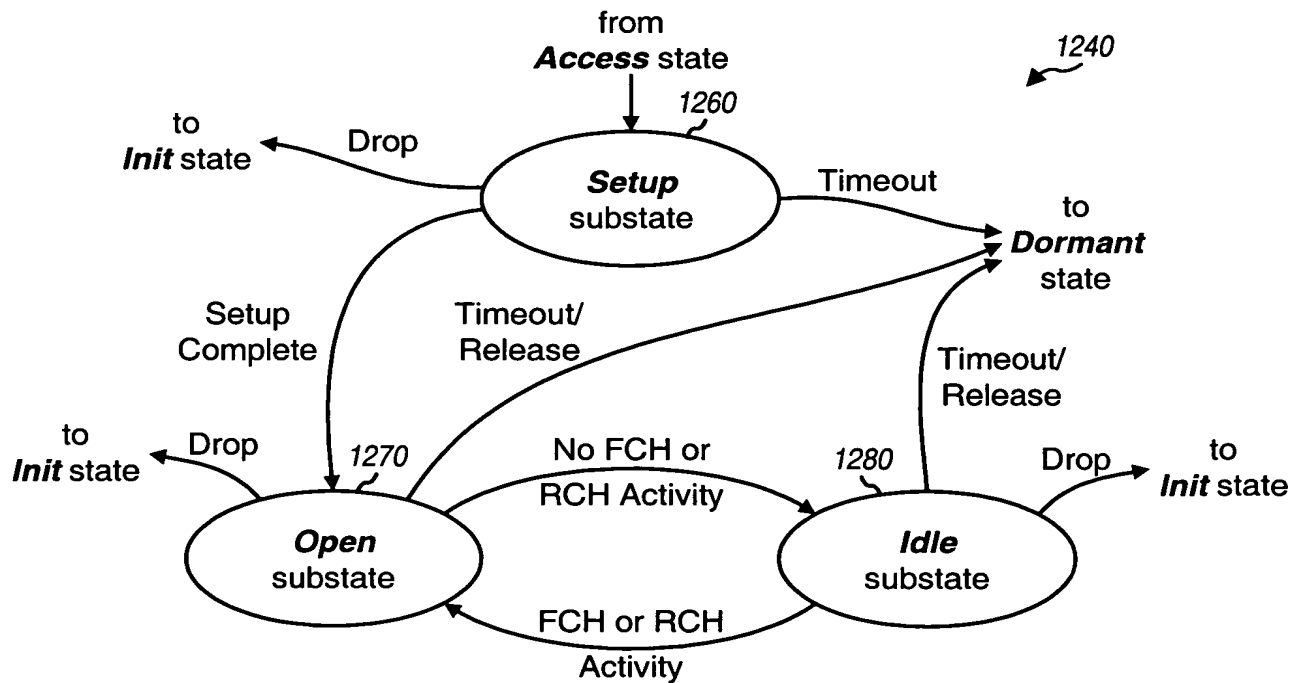 from
Access state
1240
1260
to
Init state
Drop
Setup
substate
Timeout
to
Dormant
state
Setup
Complete
Timeout/
Release
Timeout/
Release
to
Init state
Drop
1270
No FCH or
RCH Activity
1280
Drop
to
Init state
Open
substate
Idle
substate
FCH or RCH
Activity